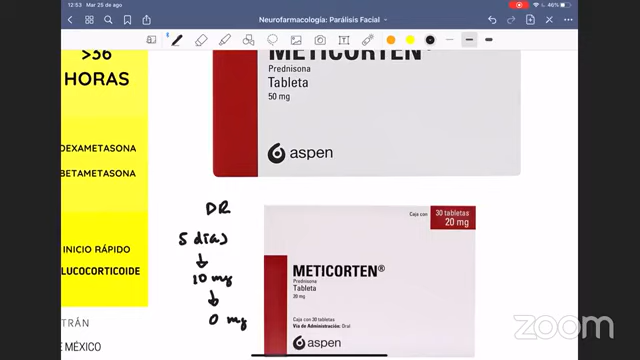 12:53 Mar 25 de ago
46%
Neurofarmacología: Parálisis Facial
>36
HORAS
DEXAMETASONA
BETAMETASONA
INICIO RÁPIDO
LUCOCORTICOIDE
TRÁN
E MÉXICO
METICORTEN®
Prednisona
Tableta
50 mg
aspen
DR
5 días
10 mg
0 mg
Caja con
30 tabletas
20 mg
METICORTEN®
Prednisona
Tableta
20 mg
Caja con 30 tabletas
Vía de Administración: Oral
aspen
zoom